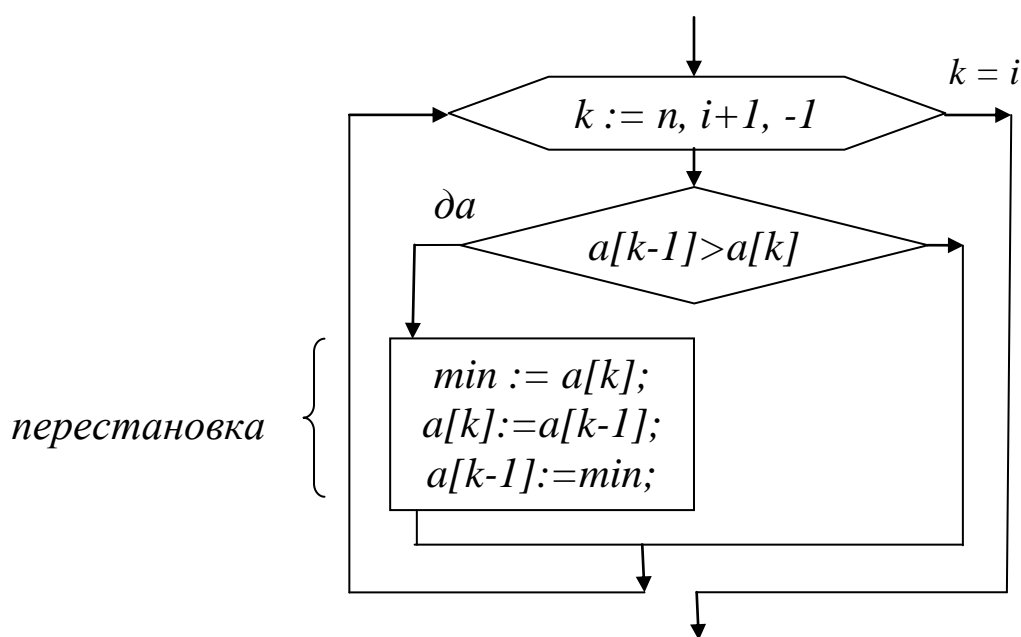 k = i
k := n, i+1, -1
да
a[k-1]>a[k]
min := a[k];
a[k]:=a[k-1];
a[k-1]:=min;
перестановка